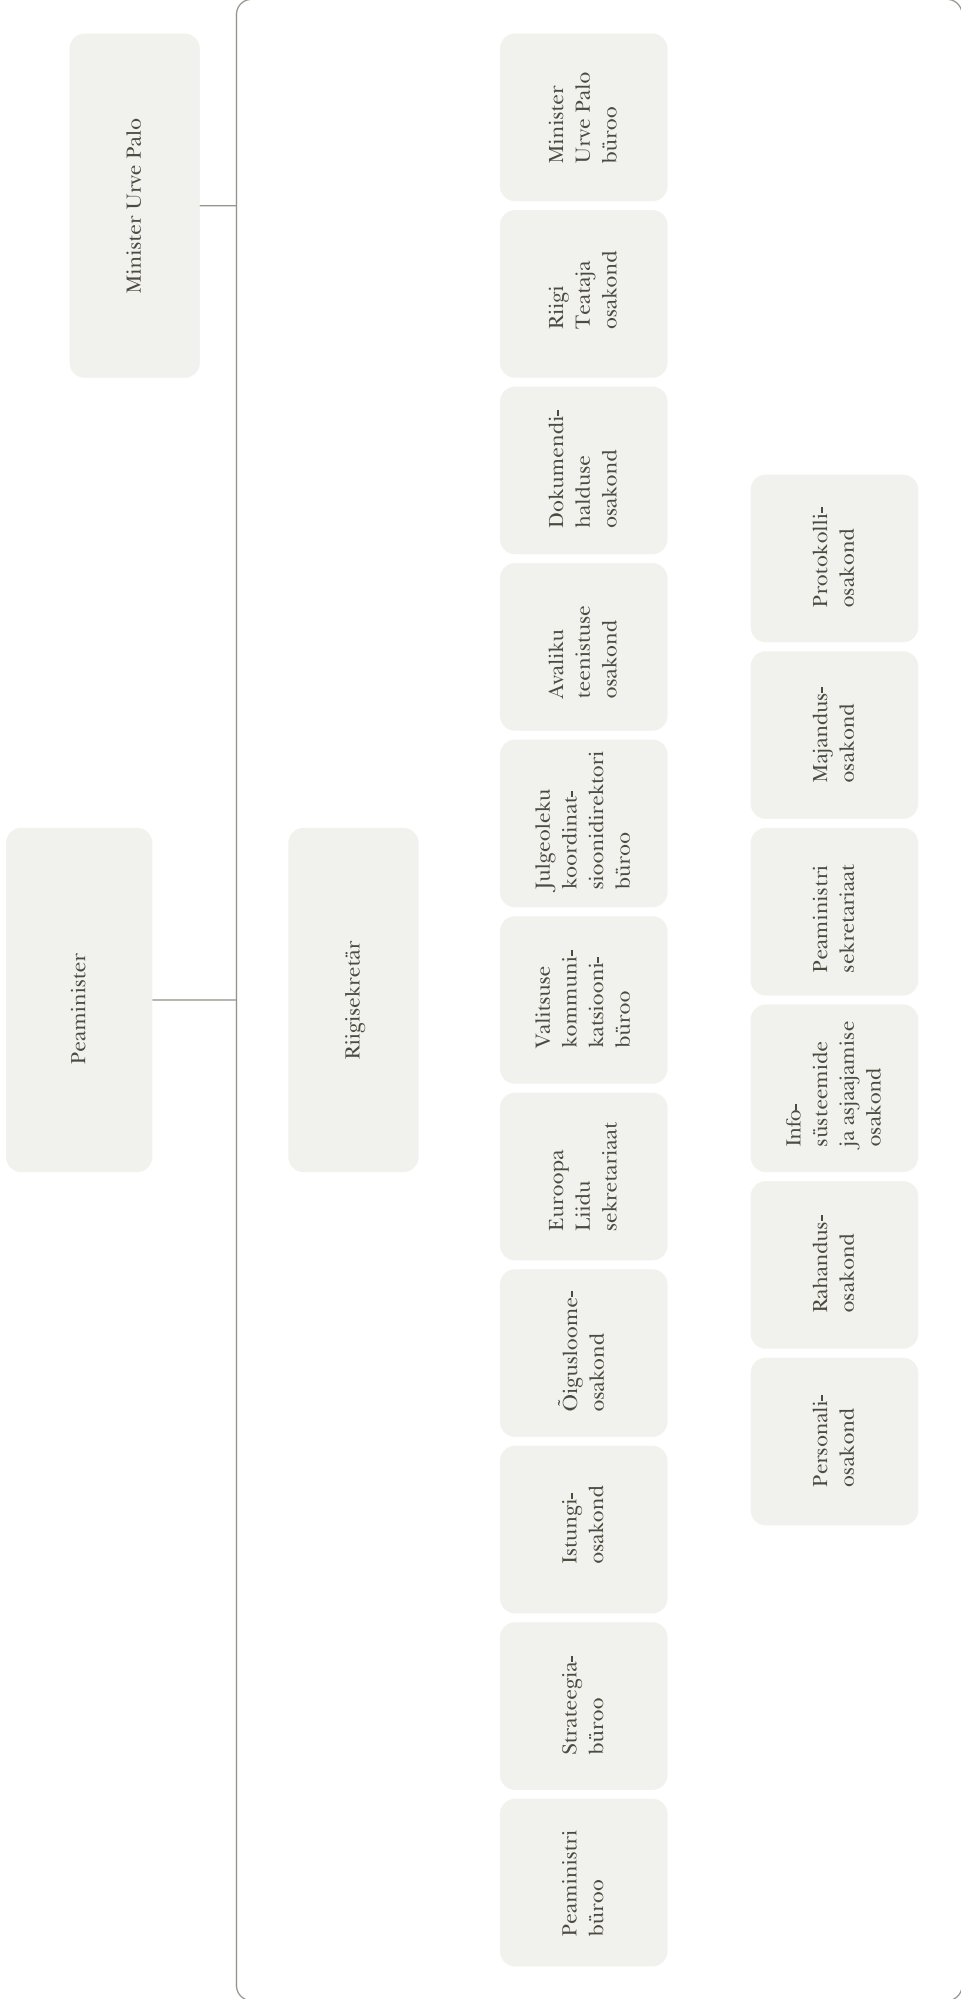 Peaminister
Minister Urve Palo
Riigisekretär
Peaministri
büroo
Strateegia-
büroo
Istungi-
osakond
Õigusloome-
osakond
Euroopa
Liidu
sekretariaat
Valitsuse
kommuni-
katsiooni-
büroo
Julgeoleku
koordinat-
sioonidirektori
büroo
Avaliku
teenistuse
osakond
Dokumendi-
halduse
osakond
Riigi
Teataja
osakond
Minister
Urve Palo
büroo
Personali-
osakond
Rahandus-
osakond
Info-
süsteemide
ja asjaajamise
osakond
Peaministri
sekretariaat
Majandus-
osakond
Protokolli-
osakond